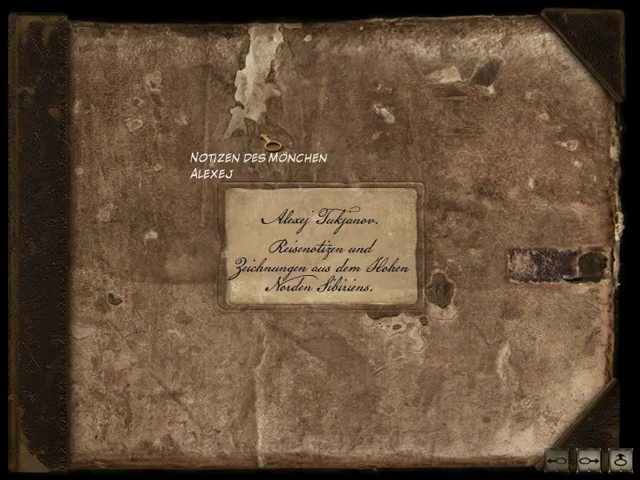 Notizen des Mönchen
Alexej
Alexej Tukjanov.
Reisenotizen und
Zeichnungen aus dem Hohen
Norden Sibiriens.